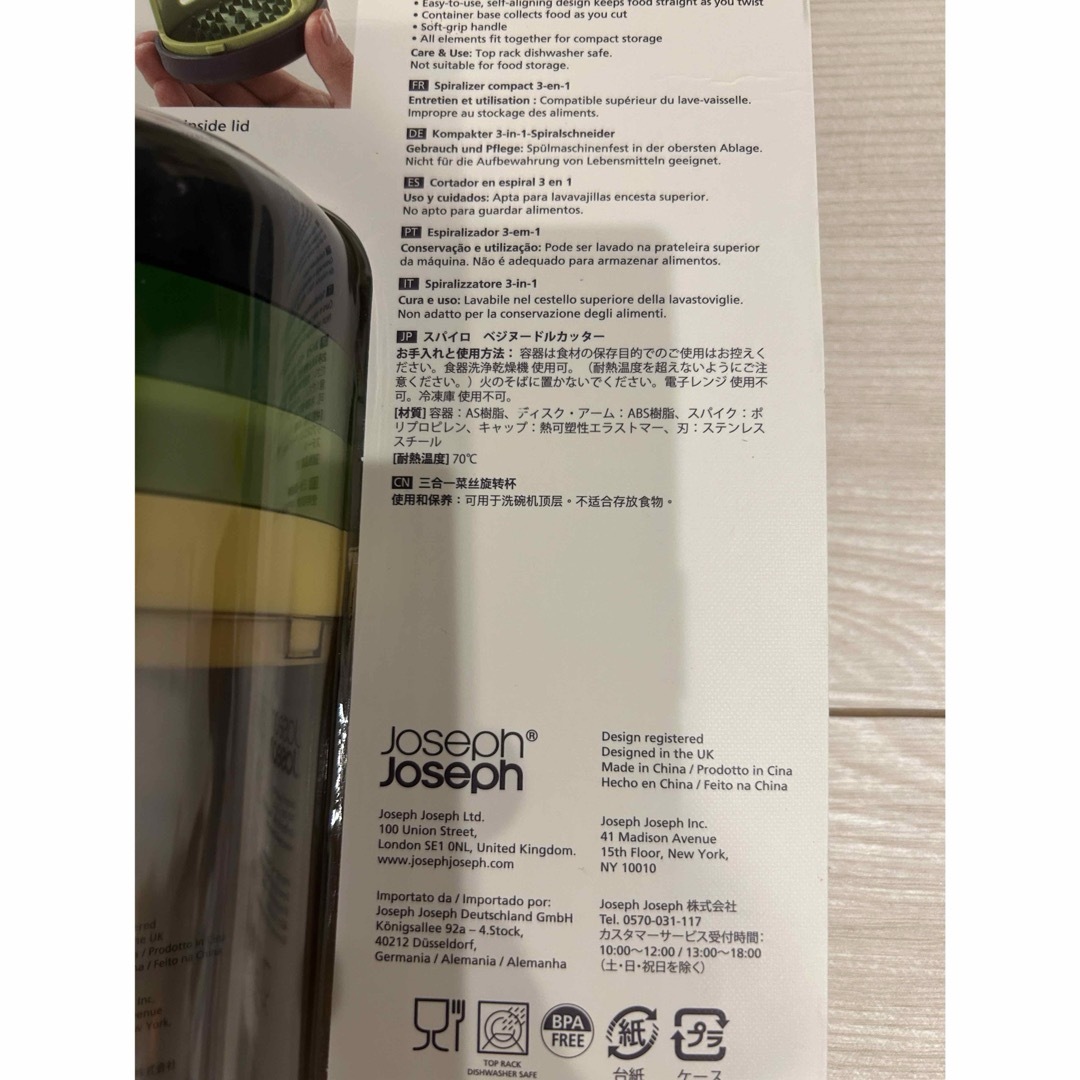 • Easy-to-use, self-aligning design keeps food straight as you twist
• Container base collects food as you cut
• Soft-grip handle
• All elements fit together for compact storage
Care & Use: Top rack dishwasher safe.
Not suitable for food storage.
inside lid
FR Spiralizer compact 3-en-1
Entretien et utilisation : Compatible supérieur du lave-vaisselle.
Impropre au stockage des aliments.
DE Kompakter 3-in-1-Spiralschneider
Gebrauch und Pflege: Spülmaschinenfest in der obersten Ablage.
Nicht für die Aufbewahrung von Lebensmitteln geeignet.
ES Cortador en espiral 3 en 1
Uso y cuidados: Apta para lavavajillas encesta superior.
No apto para guardar alimentos.
PT Espiralizador 3-em-1
Conservação e utilização: Pode ser lavado na prateleira superior
da máquina. Não é adequado para armazenar alimentos.
IT Spiralizzatore 3-in-1
Cura e uso: Lavabile nel cestello superiore della lavastoviglie.
Non adatto per la conservazione degli alimenti.
JP スパイロ ベジヌードルカッター
お手入れと使用方法： 容器は食材の保存目的でのご使用はお控えく
ださい。食器洗浄乾燥機 使用可。（耐熱温度を超えないようにご注
意ください。）火のそばに置かないでください。電子レンジ 使用不
可。冷凍庫 使用不可。
[材質] 容器：AS樹脂、ディスク・アーム：ABS樹脂、スパイク：ポ
リプロピレン、キャップ：熱可塑性エラストマー、刃：ステンレス
スチール
[耐熱温度] 70℃
CN 三合一菜丝旋转杯
使用和保养：可用于洗碗机顶层。不适合存放食物。
Joseph®
Joseph
Joseph Joseph Ltd.
100 Union Street,
London SE1 0NL, United Kingdom.
www.josephjoseph.com
Importato da / Importado por:
Joseph Joseph Deutschland GmbH
Königsallee 92a – 4.Stock,
40212 Düsseldorf,
Germania / Alemania / Alemanha
Design registered
Designed in the UK
Made in China / Prodotto in Cina
Hecho en China / Feito na China
Joseph Joseph Inc.
41 Madison Avenue
15th Floor, New York,
NY 10010
Joseph Joseph 株式会社
Tel. 0570-031-117
カスタマーサービス受付時間：
10:00～12:00 / 13:00～18:00
（土・日・祝日を除く）
TOP RACK
DISHWASHER SAFE
BPA
FREE
紙
台紙
プラ
ケース